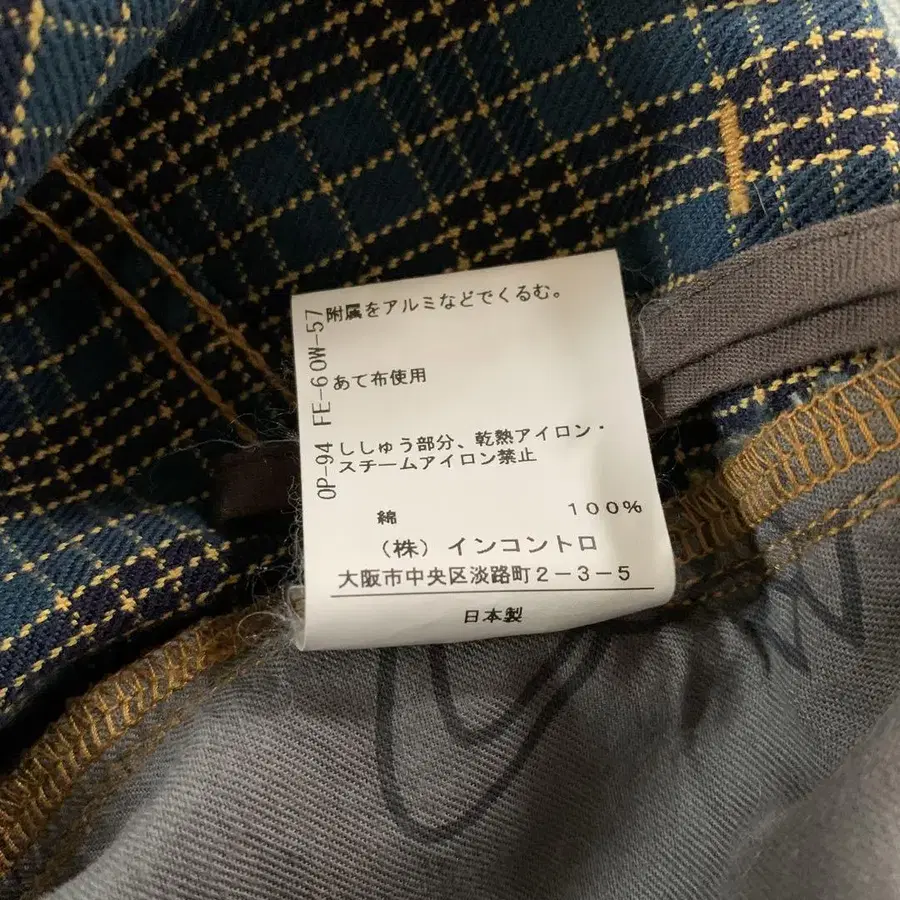 附属をアルミなどでくるむ。
あて布使用
ししゅう部分、乾熱アイロン・
スチームアイロン禁止
綿 100%
（株）インコントロ
大阪市中央区淡路町2-3-5
日本製
OP-94 FE-60W-57